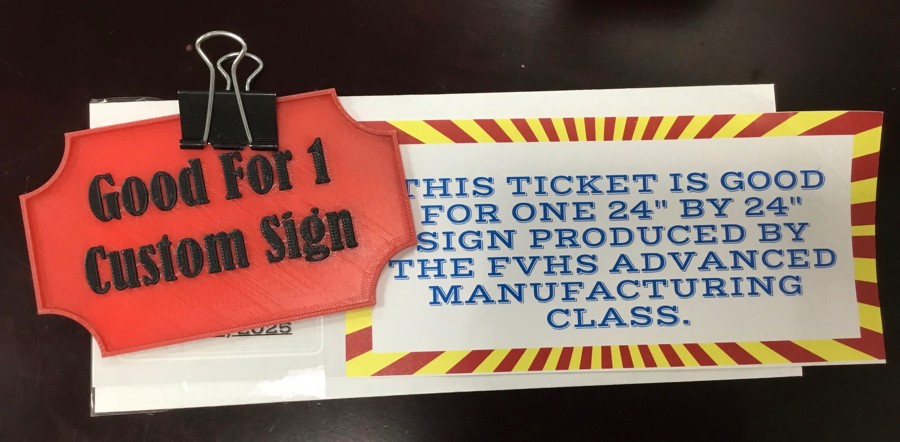 Good For 1
Custom Sign
THIS TICKET IS GOOD
FOR ONE 24" BY 24"
SIGN PRODUCED BY
THE FVHS ADVANCED
MANUFACTURING
CLASS.
2025